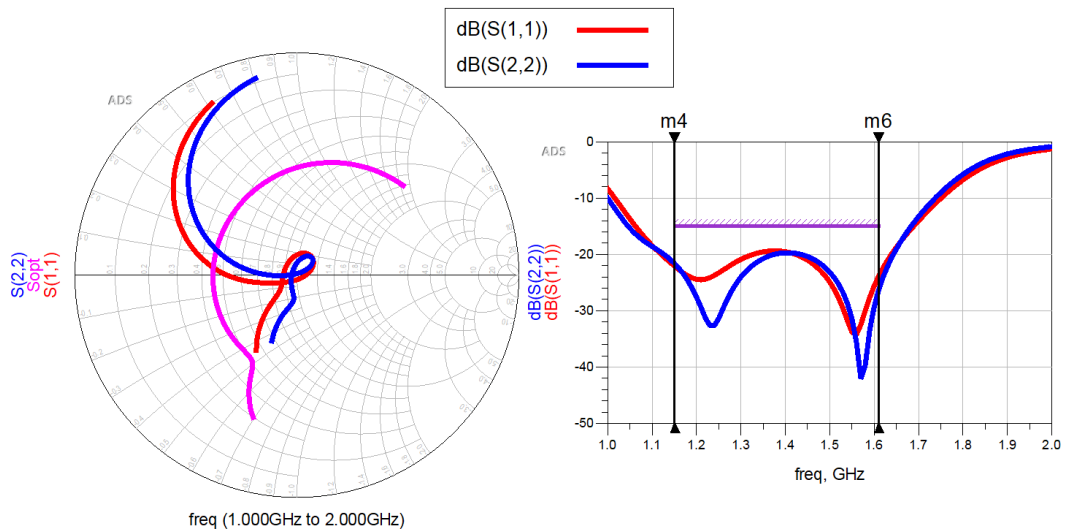 dB(S(1,1))
dB(S(2,2))
ADS
S(2,2)
Sopt
S(1,1)
freq (1.000GHz to 2.000GHz)
m4
m6
ADS
0
-10
-20
-30
-40
-50
dB(S(2,2))
dB(S(1,1))
1.0 1.1 1.2 1.3 1.4 1.5 1.6 1.7 1.8 1.9 2.0
freq, GHz